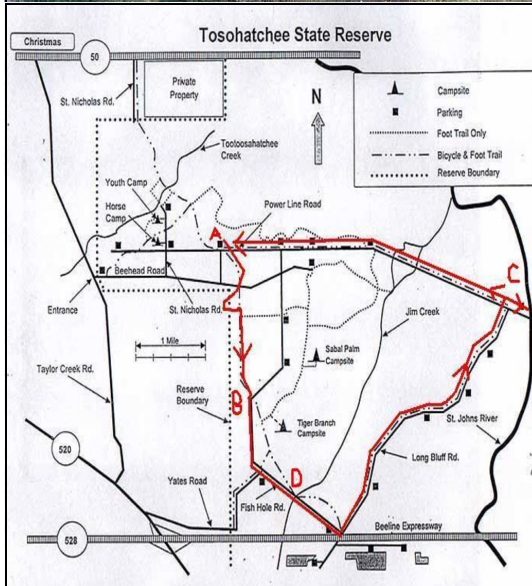 Tosohatchee State Reserve
Christmas
50
St. Nicholas Rd.
Private
Property
N
Campsite
Parking
Foot Trail Only
Bicycle & Foot Trail
Reserve Boundary
Tootoosahatchee
Creek
Youth Camp
Horse
Camp
Power Line Road
A
C
Beehead Road
Entrance
St. Nicholas Rd.
Jim Creek
1 Mile
Sabal Palm
Campsite
Taylor Creek Rd.
Reserve
Boundary
B
St. Johns River
Tiger Branch
Campsite
520
Long Bluff Rd.
D
Yates Road
Fish Hole Rd.
Beeline Expressway
528